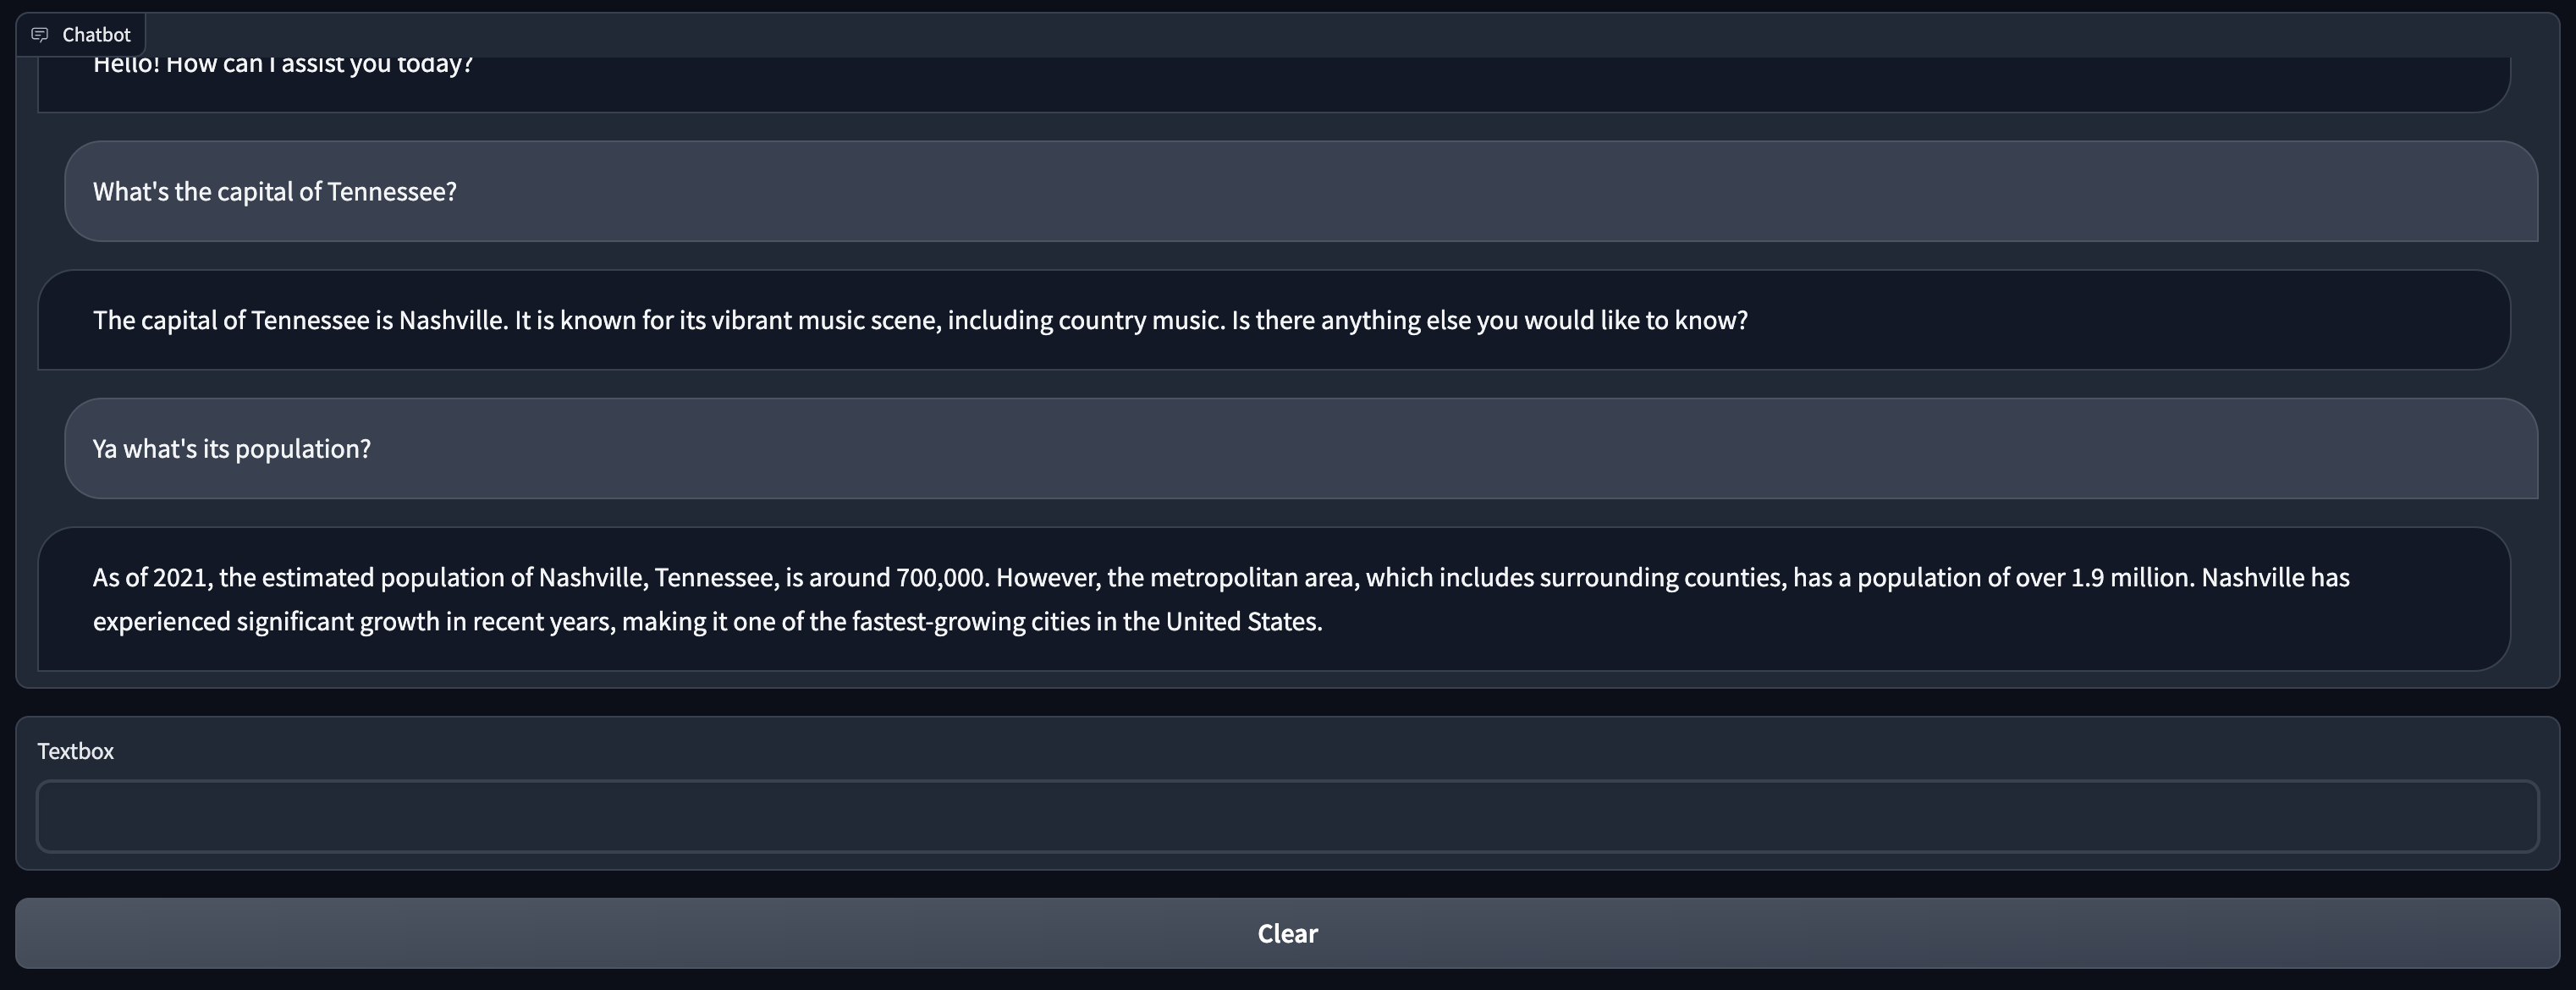 Chatbot
Hello! How can I assist you today?
What's the capital of Tennessee?
The capital of Tennessee is Nashville. It is known for its vibrant music scene, including country music. Is there anything else you would like to know?
Ya what's its population?
As of 2021, the estimated population of Nashville, Tennessee, is around 700,000. However, the metropolitan area, which includes surrounding counties, has a population of over 1.9 million. Nashville has
experienced significant growth in recent years, making it one of the fastest-growing cities in the United States.
Textbox
Clear